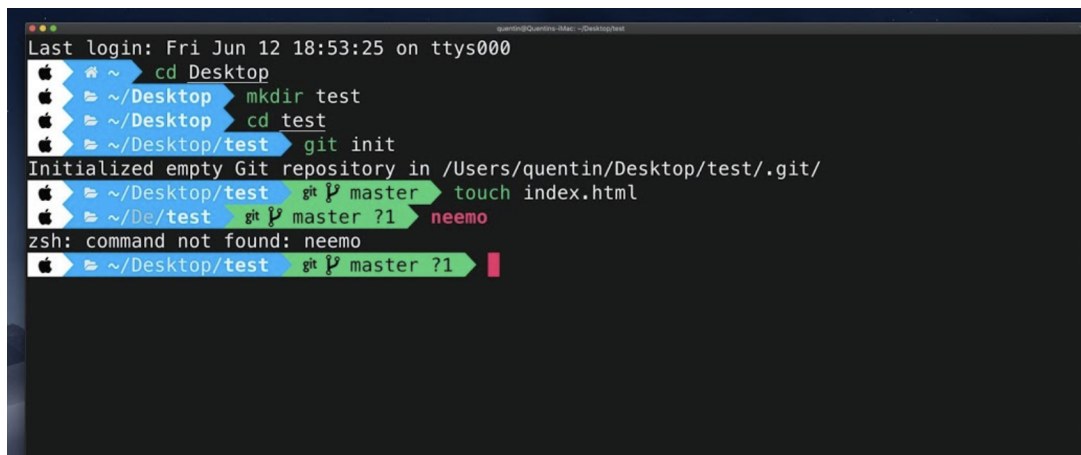 quentin@Quentins-iMac: ~/Desktop/test
Last login: Fri Jun 12 18:53:25 on ttys000
~ cd Desktop
~/Desktop mkdir test
~/Desktop cd test
~/Desktop/test git init
Initialized empty Git repository in /Users/quentin/Desktop/test/.git/
~/Desktop/test git master touch index.html
~/De/test git master ?1 neemo
zsh: command not found: neemo
~/Desktop/test git master ?1